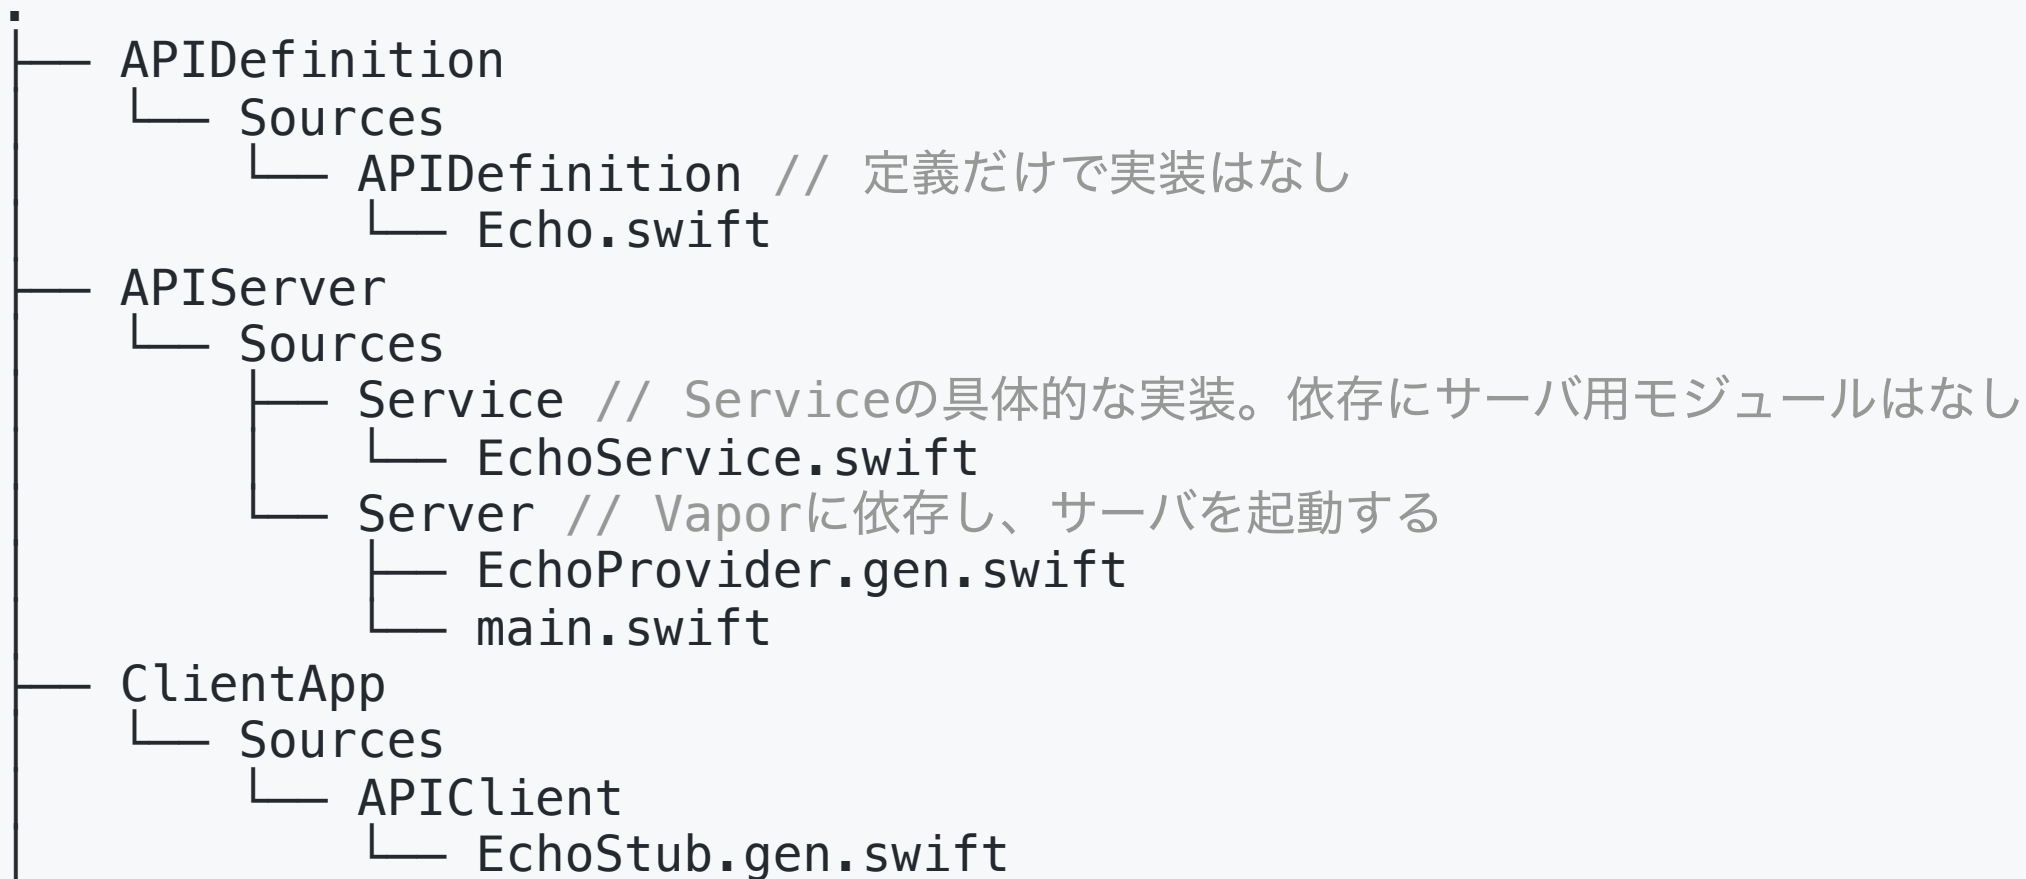 .
├── APIDefinition
│   └── Sources
│       └── APIDefinition // 定義だけで実装はなし
│           └── Echo.swift
├── APIServer
│   └── Sources
│       ├── Service // Serviceの具体的な実装。依存にサーバ用モジュールはなし
│       │   └── EchoService.swift
│       └── Server // Vaporに依存し、サーバを起動する
│           ├── EchoProvider.gen.swift
│           └── main.swift
├── ClientApp
│   └── Sources
│       └── APIClient
│           └── EchoStub.gen.swift